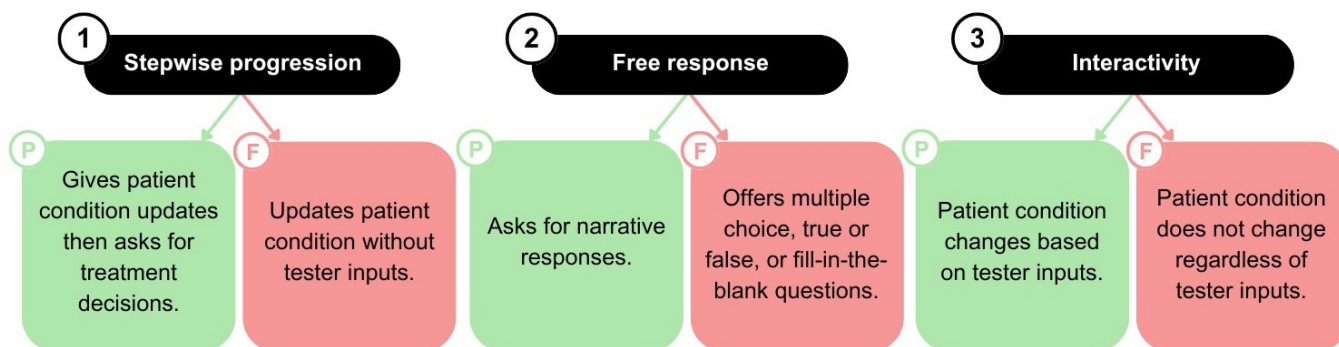 1
Stepwise progression
P
Gives patient
condition updates
then asks for
treatment
decisions.
F
Updates patient
condition without
tester inputs.
2
Free response
P
Asks for narrative
responses.
F
Offers multiple
choice, true or
false, or fill-in-the-
blank questions.
3
Interactivity
P
Patient condition
changes based
on tester inputs.
F
Patient condition
does not change
regardless of
tester inputs.